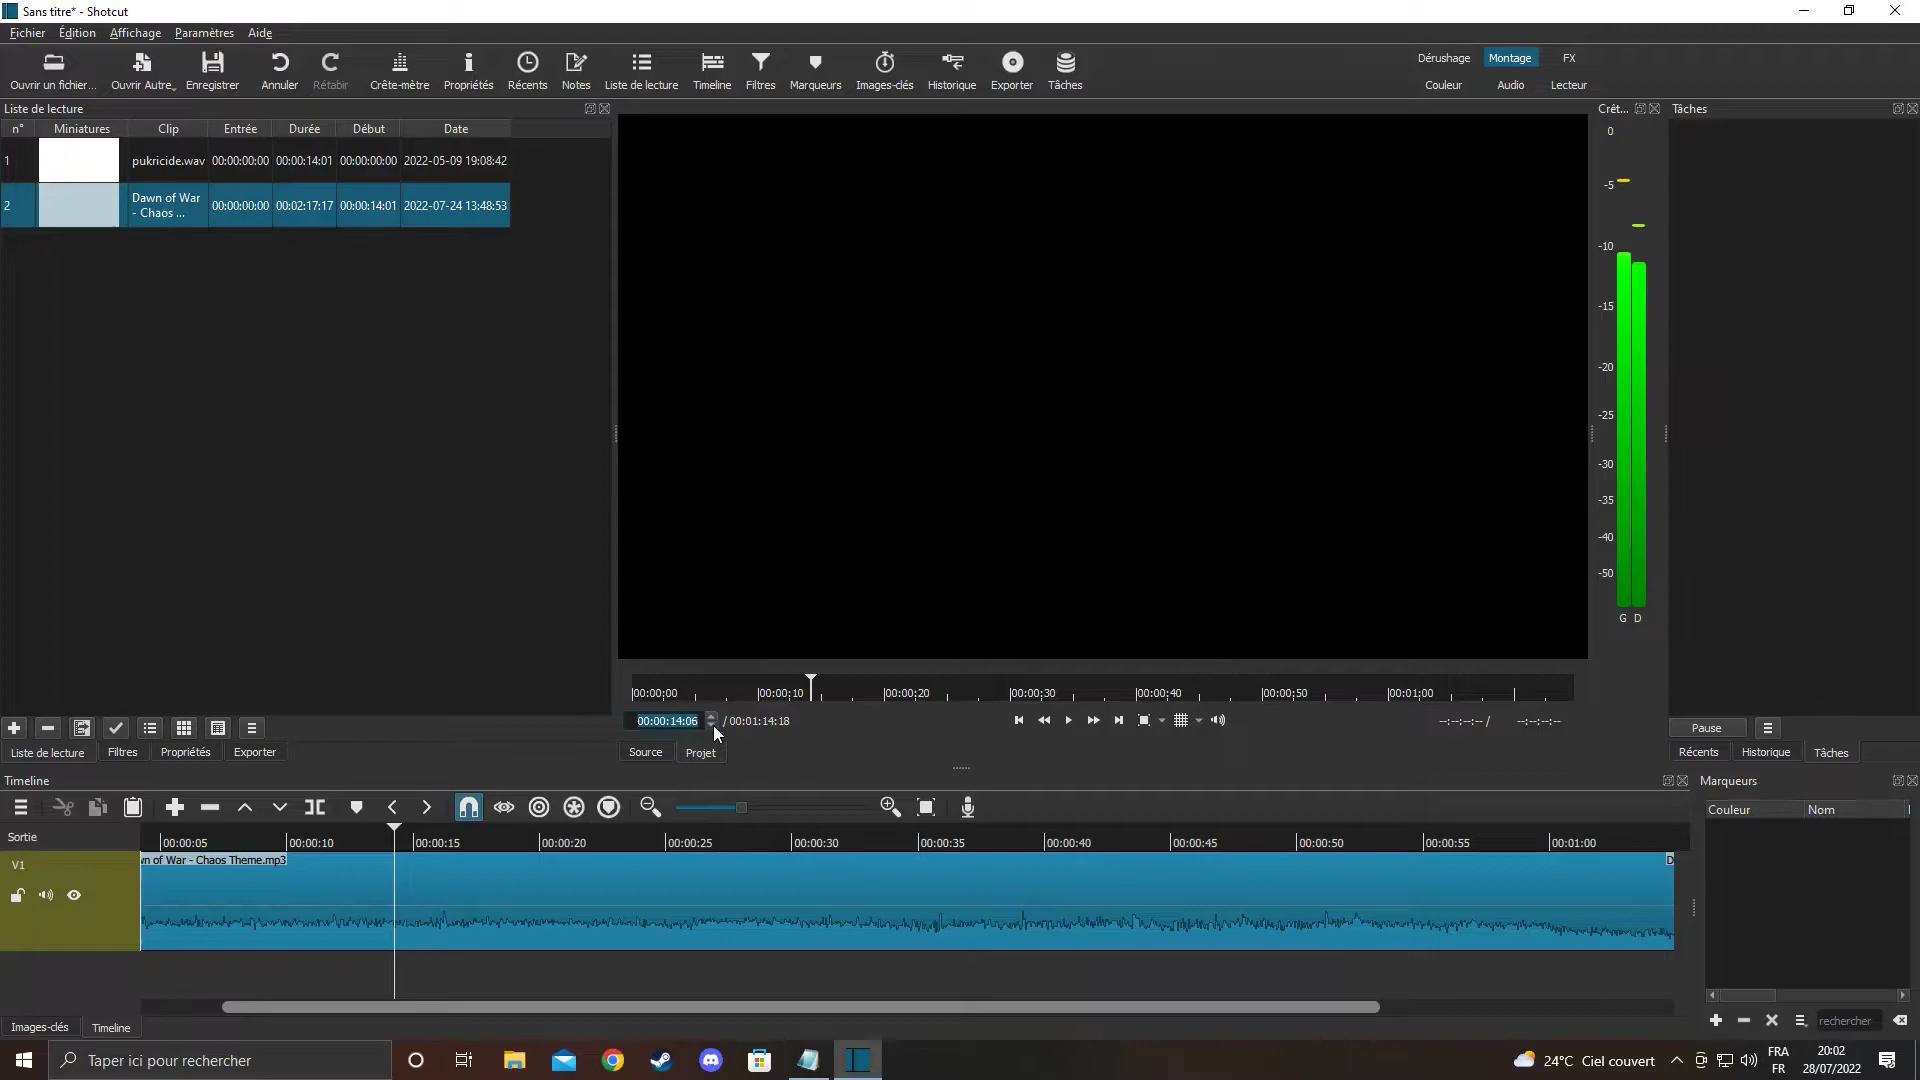 Sans titre* - Shotcut
Fichier Édition Affichage Paramètres Aide
Ouvrir un fichier... Ouvrir Autre... Enregistrer Annuler Rétablir Crête-mètre Propriétés Récents Notes Liste de lecture Timeline Filtres Marqueurs Images-clés Historique Exporter Tâches
Dérushage Montage FX
Couleur Audio Lecteur
Liste de lecture
n° Miniatures Clip Entrée Durée Début Date
1 pukricide.wav 00:00:00:00 00:00:14:01 00:00:00:00 2022-05-09 19:08:42
2 Dawn of War - Chaos ... 00:00:00:00 00:02:17:17 00:00:14:01 2022-07-24 13:48:53
Crêt...
0
-5
-10
-15
-20
-25
-30
-35
-40
-50
G D
Tâches
00:00:00 00:00:10 00:00:20 00:00:30 00:00:40 00:00:50 00:01:00
00:00:14:06 / 00:01:14:18
--:--:--:-- / --:--:--:--
Pause
Liste de lecture Filtres Propriétés Exporter
Source Projet
Récents Historique Tâches
Timeline
Marqueurs
Couleur Nom
Sortie
00:00:05 00:00:10 00:00:15 00:00:20 00:00:25 00:00:30 00:00:35 00:00:40 00:00:45 00:00:50 00:00:55 00:01:00
V1
wn of War - Chaos Theme.mp3
D
rechercher
Images-clés Timeline
Taper ici pour rechercher
24°C Ciel couvert
FRA
FR
20:02
28/07/2022